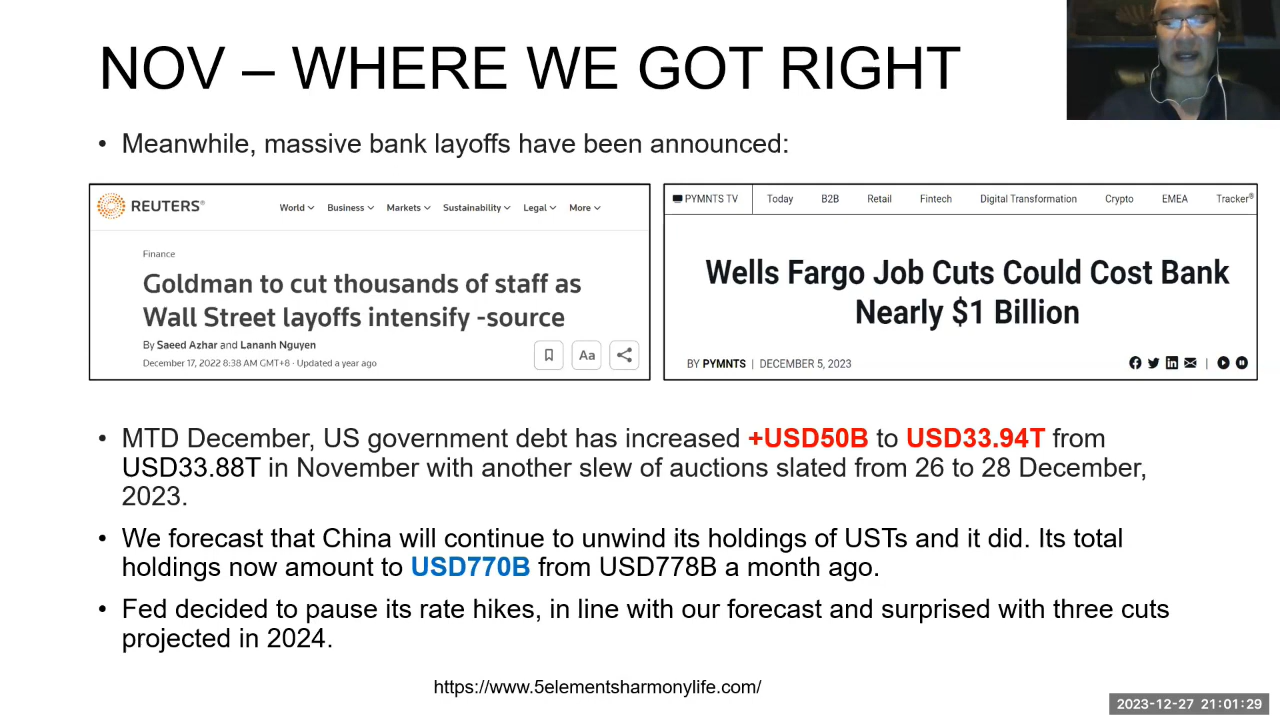 NOV – WHERE WE GOT RIGHT
• Meanwhile, massive bank layoffs have been announced:
REUTERS®
World Business Markets Sustainability Legal More
Finance
Goldman to cut thousands of staff as
Wall Street layoffs intensify -source
By Saeed Azhar and Lananh Nguyen
December 17, 2022 8:38 AM GMT+8 · Updated a year ago
Aa
PYMNTS TV Today B2B Retail Fintech Digital Transformation Crypto EMEA Tracker®
Wells Fargo Job Cuts Could Cost Bank
Nearly $1 Billion
BY PYMNTS | DECEMBER 5, 2023
• MTD December, US government debt has increased +USD50B to USD33.94T from
USD33.88T in November with another slew of auctions slated from 26 to 28 December,
2023.
• We forecast that China will continue to unwind its holdings of USTs and it did. Its total
holdings now amount to USD770B from USD778B a month ago.
• Fed decided to pause its rate hikes, in line with our forecast and surprised with three cuts
projected in 2024.
https://www.5elementsharmonylife.com/
2023-12-27 21:01:29